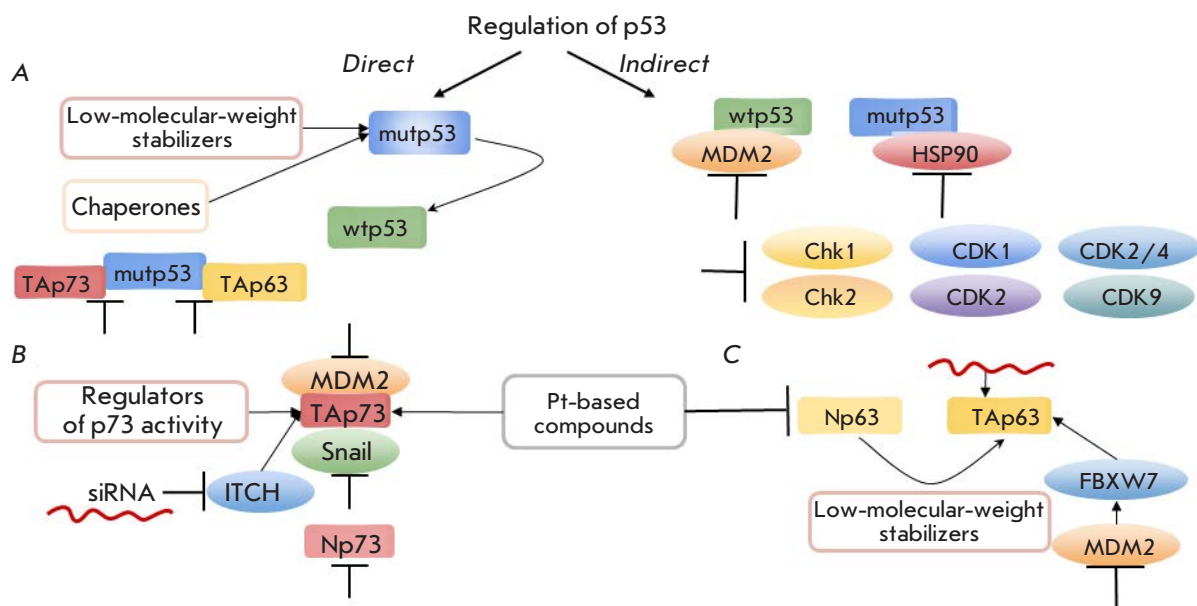 Regulation of p53
A
Direct
Indirect
Low-molecular-weight
stabilizers
mutp53
Chaperones
wtp53
TAp73
mutp53
TAp63
wtp53
MDM2
mutp53
HSP90
Chk1
CDK1
CDK2/4
Chk2
CDK2
CDK9
B
Regulators
of p73 activity
MDM2
TAp73
Snail
siRNA
ITCH
Np73
Pt-based
compounds
C
Np63
TAp63
FBXW7
Low-molecular-weight
stabilizers
MDM2